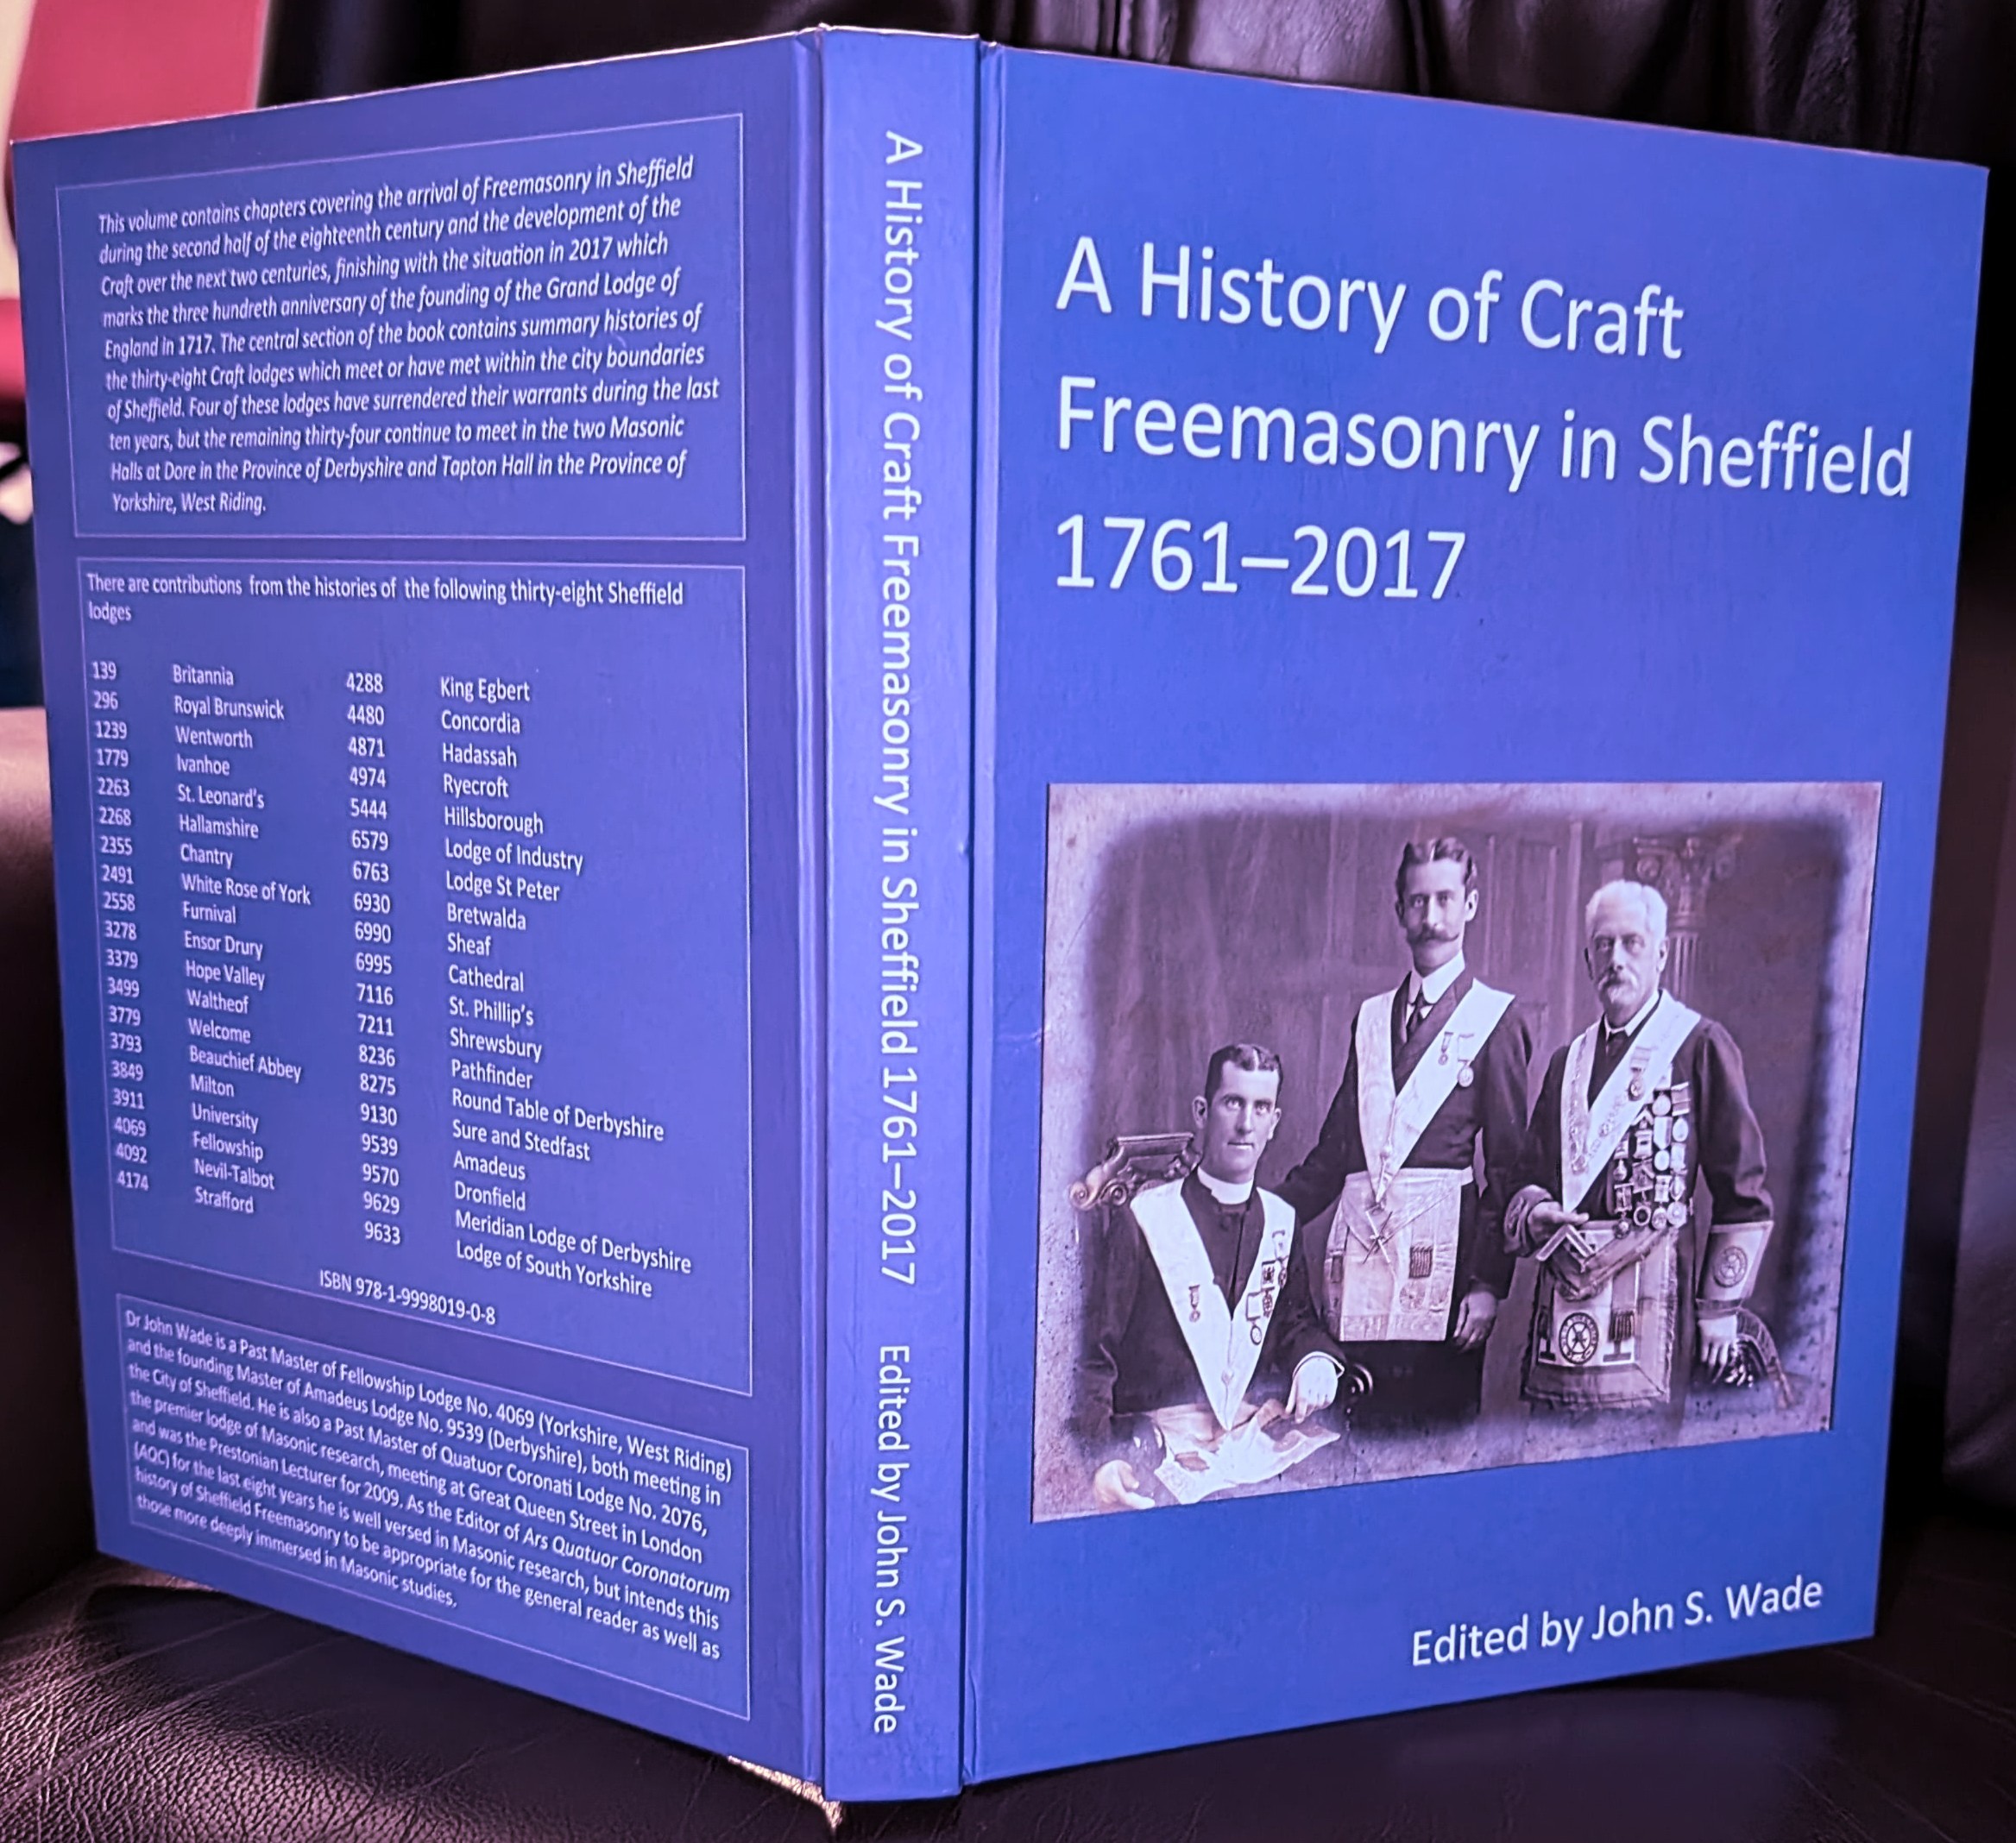 This volume contains chapters covering the arrival of Freemasonry in Sheffield
during the second half of the eighteenth century and the development of the
Craft over the next two centuries, finishing with the situation in 2017 which
marks the three hundreth anniversary of the founding of the Grand Lodge of
England in 1717. The central section of the book contains summary histories of
the thirty-eight Craft lodges which meet or have met within the city boundaries
of Sheffield. Four of these lodges have surrendered their warrants during the last
ten years, but the remaining thirty-four continue to meet in the two Masonic
Halls at Dore in the Province of Derbyshire and Tapton Hall in the Province of
Yorkshire, West Riding.
There are contributions from the histories of the following thirty-eight Sheffield
lodges
139 Britannia 4288 King Egbert
296 Royal Brunswick 4480 Concordia
1239 Wentworth 4871 Hadassah
1779 Ivanhoe 4974 Ryecroft
2263 St. Leonard's 5444 Hillsborough
2268 Hallamshire 6579 Lodge of Industry
2355 Chantry 6763 Lodge St Peter
2491 White Rose of York 6930 Bretwalda
2558 Furnival 6990 Sheaf
3278 Ensor Drury 6995 Cathedral
3379 Hope Valley 7116 St. Phillip's
3499 Waltheof 7211 Shrewsbury
3779 Welcome 8236 Pathfinder
3793 Beauchief Abbey 8275 Round Table of Derbyshire
3849 Milton 9130 Sure and Stedfast
3911 University 9539 Amadeus
4069 Fellowship 9570 Dronfield
4092 Nevil-Talbot 9629 Meridian Lodge of Derbyshire
4174 Strafford 9633 Lodge of South Yorkshire
ISBN 978-1-9998019-0-8
Dr John Wade is a Past Master of Fellowship Lodge No. 4069 (Yorkshire, West Riding)
and the founding Master of Amadeus Lodge No. 9539 (Derbyshire), both meeting in
the City of Sheffield. He is also a Past Master of Quatuor Coronati Lodge No. 2076,
the premier lodge of Masonic research, meeting at Great Queen Street in London
and was the Prestonian Lecturer for 2009. As the Editor of Ars Quatuor Coronatorum
(AQC) for the last eight years he is well versed in Masonic research, but intends this
history of Sheffield Freemasonry to be appropriate for the general reader as well as
those more deeply immersed in Masonic studies.
A History of Craft Freemasonry in Sheffield 1761–2017 Edited by John S. Wade
A History of Craft
Freemasonry in Sheffield
1761–2017
Edited by John S. Wade